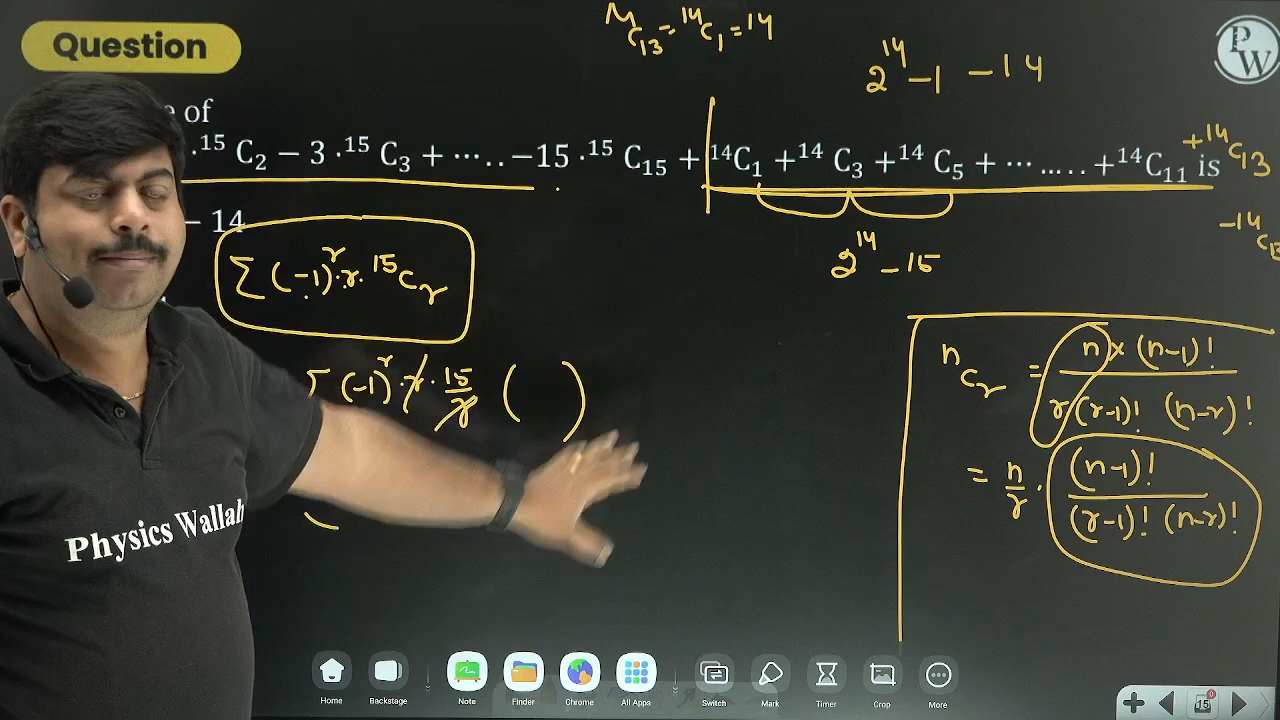 Question
¹⁴C₁₃ = ¹⁴C₁ = 14
2¹⁴ - 1 - 14
PW
of
·¹⁵C₂ − 3·¹⁵C₃ + ····· −15·¹⁵C₁₅ + ¹⁴C₁ +¹⁴C₃ +¹⁴C₅ + ········ +¹⁴C₁₁ is
+¹⁴C₁₃
− 14
-¹⁴C
2¹⁴ - 15
Σ (-1)ʳ·r·¹⁵Cᵣ
(-1)ʳ·r·15/r ( )
ⁿCᵣ = n×(n-1)! / r(r-1)! (n-r)!
= n/r · (n-1)! / (r-1)! (n-r)!
Physics Wallah
Home
Backstage
Note
Finder
Chrome
All Apps
Switch
Mark
Timer
Crop
More
15